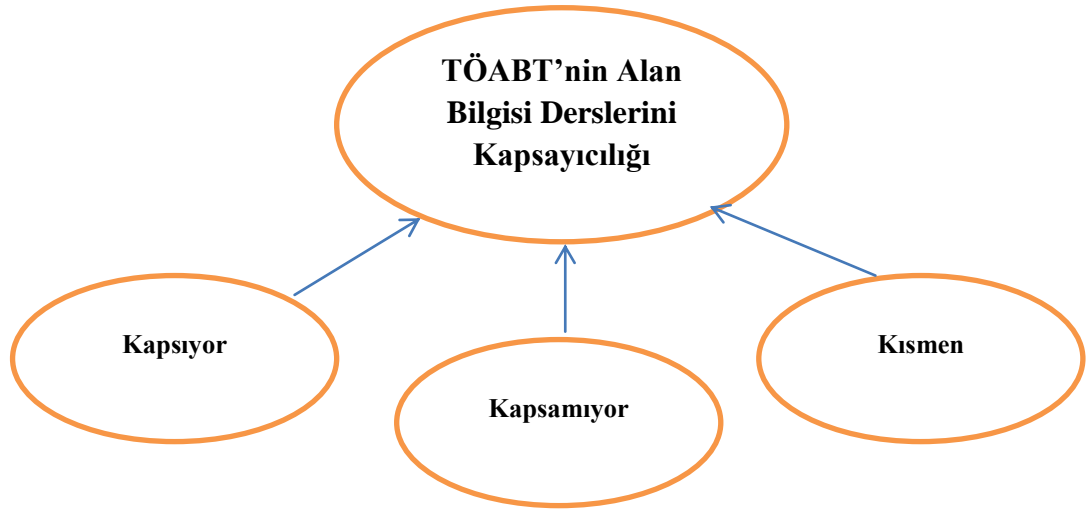 TÖABT’nin Alan
Bilgisi Derslerini
Kapsayıcılığı
Kapsıyor
Kapsamıyor
Kısmen